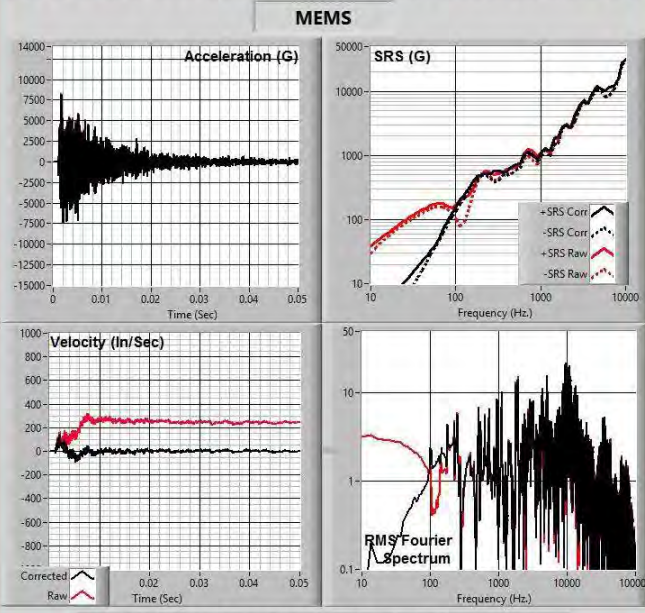 MEMS
Acceleration (G)
14000
10000
7500
5000
2500
0
-2500
-5000
-7500
-10000
-15000
0 0.01 0.02 0.03 0.04 0.05
Time (Sec)
SRS (G)
50000
10000
1000
100
10
+SRS Corr
-SRS Corr
+SRS Raw
-SRS Raw
10 100 1000 10000
Frequency (Hz.)
Velocity (In/Sec)
1000
800
600
400
200
0
-200
-400
-600
-800
Corrected
Raw
0.02 0.03 0.04 0.05
Time (Sec)
50
10
1
0.1
RMS Fourier
Spectrum
10 100 1000 10000 80000
Frequency (Hz.)